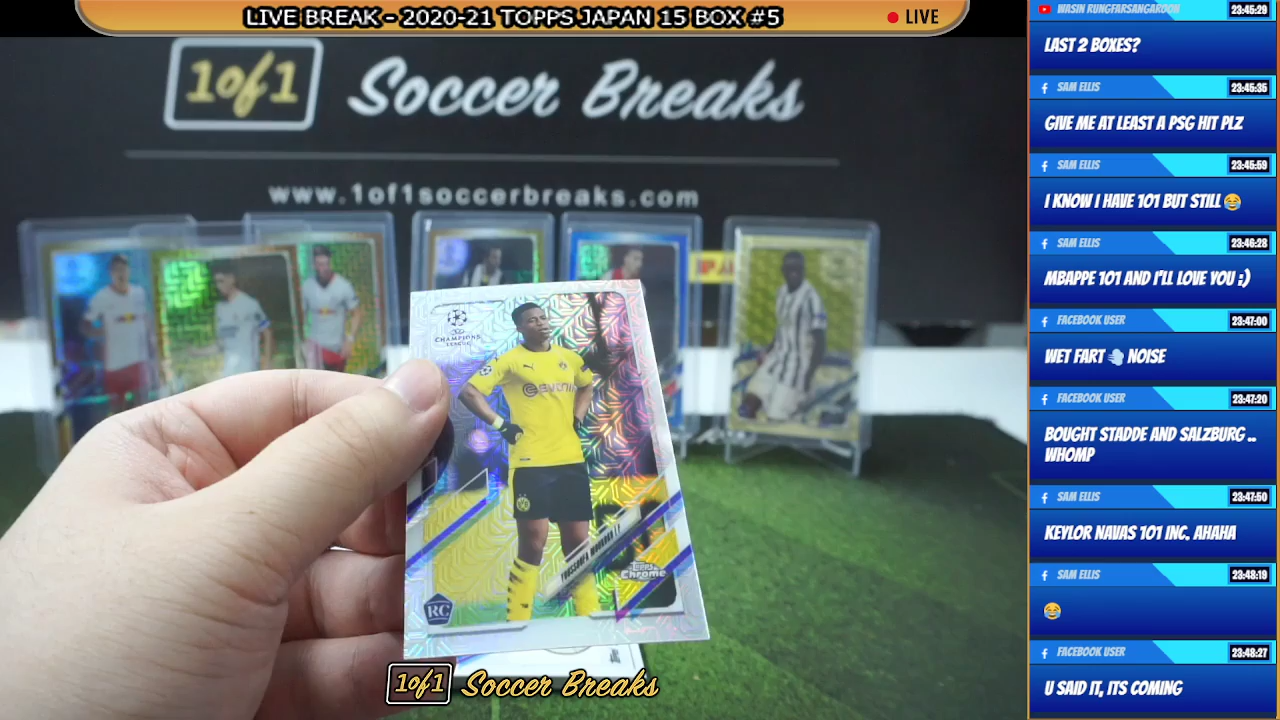 LIVE BREAK - 2020-21 TOPPS JAPAN 15 BOX #5
LIVE
1of1 Soccer Breaks
www.1of1soccerbreaks.com
CHAMPIONS
LEAGUE
EVONIK
YOUSSOUFA MOUKOKO
Topps
Chrome
RC
1of1 Soccer Breaks
WASIN RUNGFARSANGAROON 23:45:29
LAST 2 BOXES?
SAM ELLIS 23:45:35
GIVE ME AT LEAST A PSG HIT PLZ
SAM ELLIS 23:45:59
I KNOW I HAVE 101 BUT STILL 😂
SAM ELLIS 23:46:28
MBAPPE 101 AND I'LL LOVE YOU ;)
FACEBOOK USER 23:47:00
WET FART 💨 NOISE
FACEBOOK USER 23:47:20
BOUGHT STADDE AND SALZBURG ..
WHOMP
SAM ELLIS 23:47:50
KEYLOR NAVAS 101 INC. AHAHA
SAM ELLIS 23:48:19
😂
FACEBOOK USER 23:48:27
U SAID IT, ITS COMING